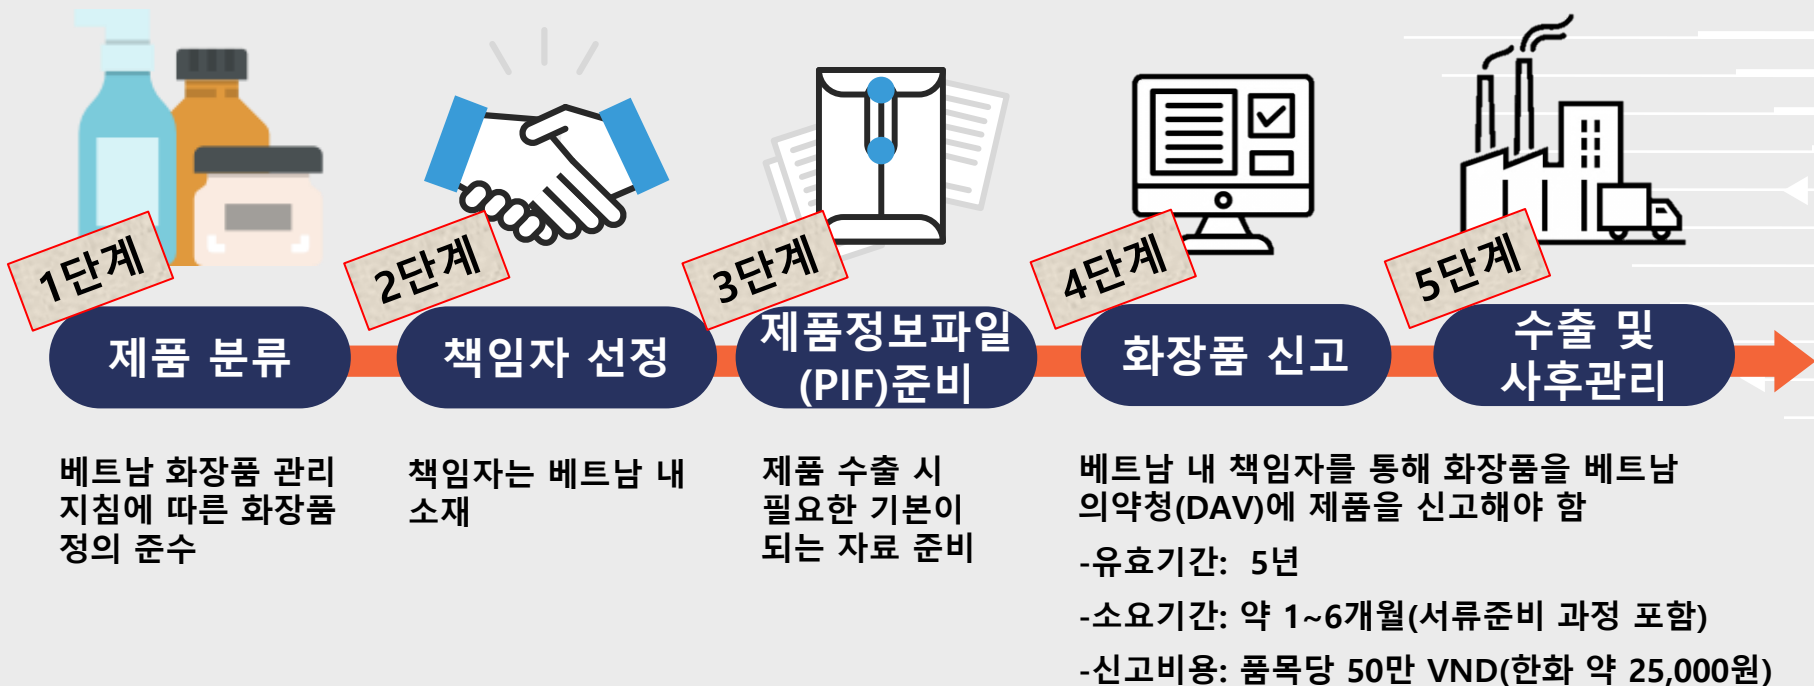 1단계
제품 분류
베트남 화장품 관리
지침에 따른 화장품
정의 준수
2단계
책임자 선정
책임자는 베트남 내
소재
3단계
제품정보파일
(PIF)준비
제품 수출 시
필요한 기본이
되는 자료 준비
4단계
화장품 신고
5단계
수출 및
사후관리
베트남 내 책임자를 통해 화장품을 베트남
의약청(DAV)에 제품을 신고해야 함
-유효기간: 5년
-소요기간: 약 1~6개월(서류준비 과정 포함)
-신고비용: 품목당 50만 VND(한화 약 25,000원)